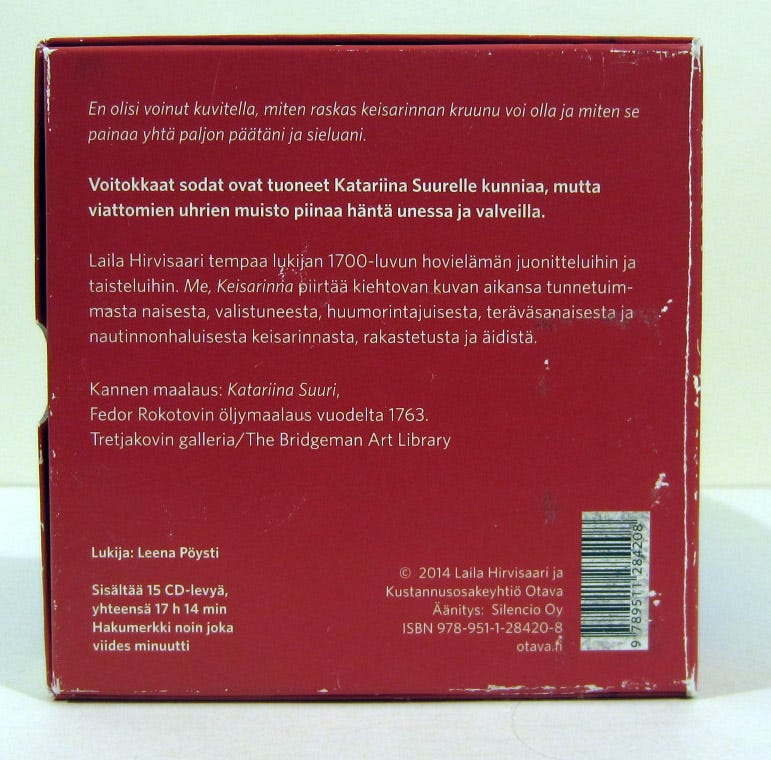 En olisi voinut kuvitella, miten raskas keisarinnan kruunu voi olla ja miten se
painaa yhtä paljon päätäni ja sieluani.
Voitokkaat sodat ovat tuoneet Katariina Suurelle kunniaa, mutta
viattomien uhrien muisto piinaa häntä unessa ja valveilla.
Laila Hirvisaari tempaa lukijan 1700-luvun hovielämän juonitteluihin ja
taisteluihin. Me, Keisarinna piirtää kiehtovan kuvan aikansa tunnetuim-
masta naisesta, valistuneesta, huumorintajuisesta, teräväsanaisesta ja
nautinnonhaluisesta keisarinnasta, rakastetusta ja äidistä.
Kannen maalaus: Katariina Suuri,
Fedor Rokotovin öljymaalaus vuodelta 1763.
Tretjakovin galleria/The Bridgeman Art Library
Lukija: Leena Pöysti
Sisältää 15 CD-levyä,
yhteensä 17 h 14 min
Hakumerkki noin joka
viides minuutti
© 2014 Laila Hirvisaari ja
Kustannusosakeyhtiö Otava
Äänitys: Silencio Oy
ISBN 978-951-1-28420-8
otava.fi
9 789511 284208